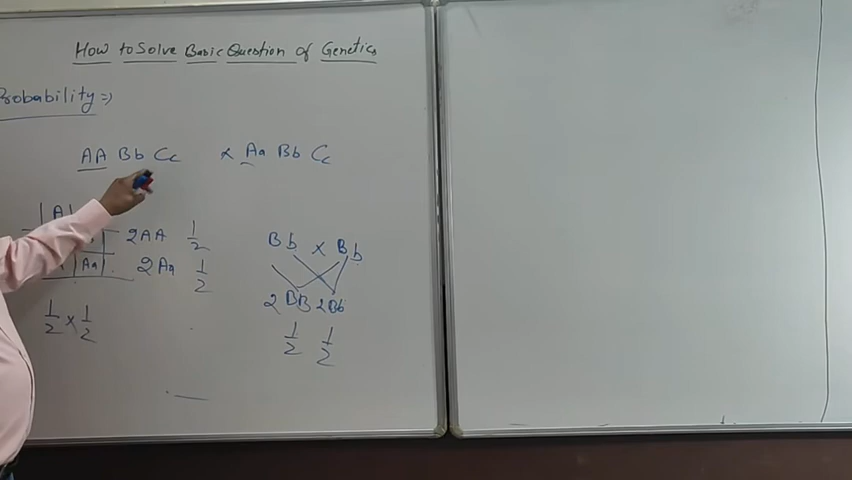 How to Solve Basic Question of Genetics
Probability =>
AA Bb Cc x Aa Bb Cc
A
2AA 1/2
Aa 2Aa 1/2
Bb x Bb
2BB 2Bb
1/2 1/2
1/2 x 1/2